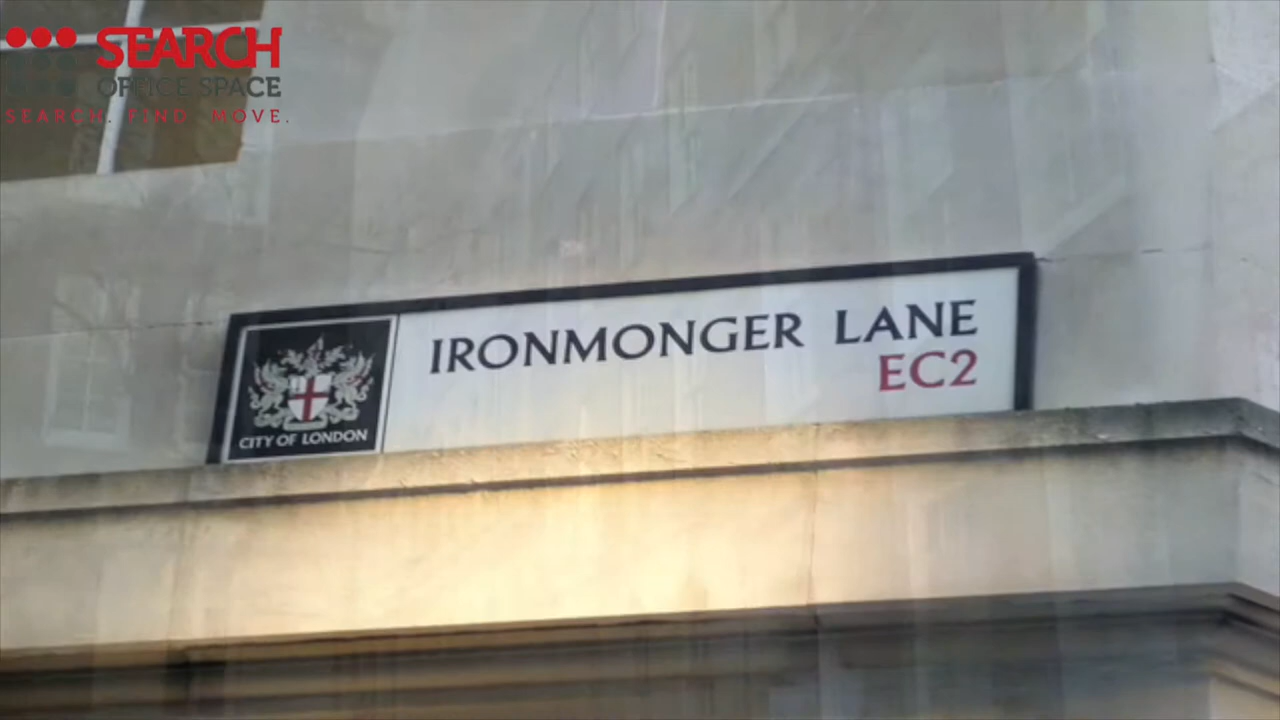 SEARCH
OFFICE SPACE
SEARCH. FIND. MOVE.
IRONMONGER LANE
EC2
CITY OF LONDON